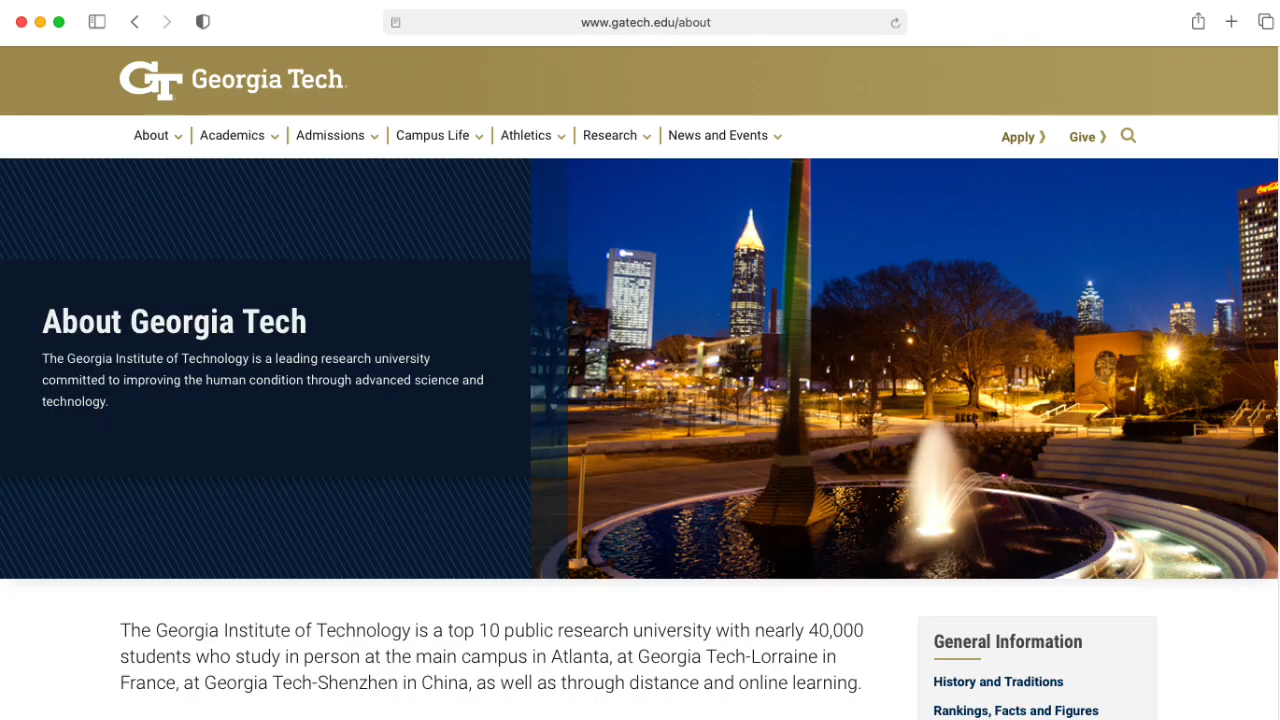 www.gatech.edu/about
GT Georgia Tech
About
Academics
Admissions
Campus Life
Athletics
Research
News and Events
Apply
Give
About Georgia Tech
The Georgia Institute of Technology is a leading research university
committed to improving the human condition through advanced science and
technology.
The Georgia Institute of Technology is a top 10 public research university with nearly 40,000
students who study in person at the main campus in Atlanta, at Georgia Tech-Lorraine in
France, at Georgia Tech-Shenzhen in China, as well as through distance and online learning.
General Information
History and Traditions
Rankings, Facts and Figures